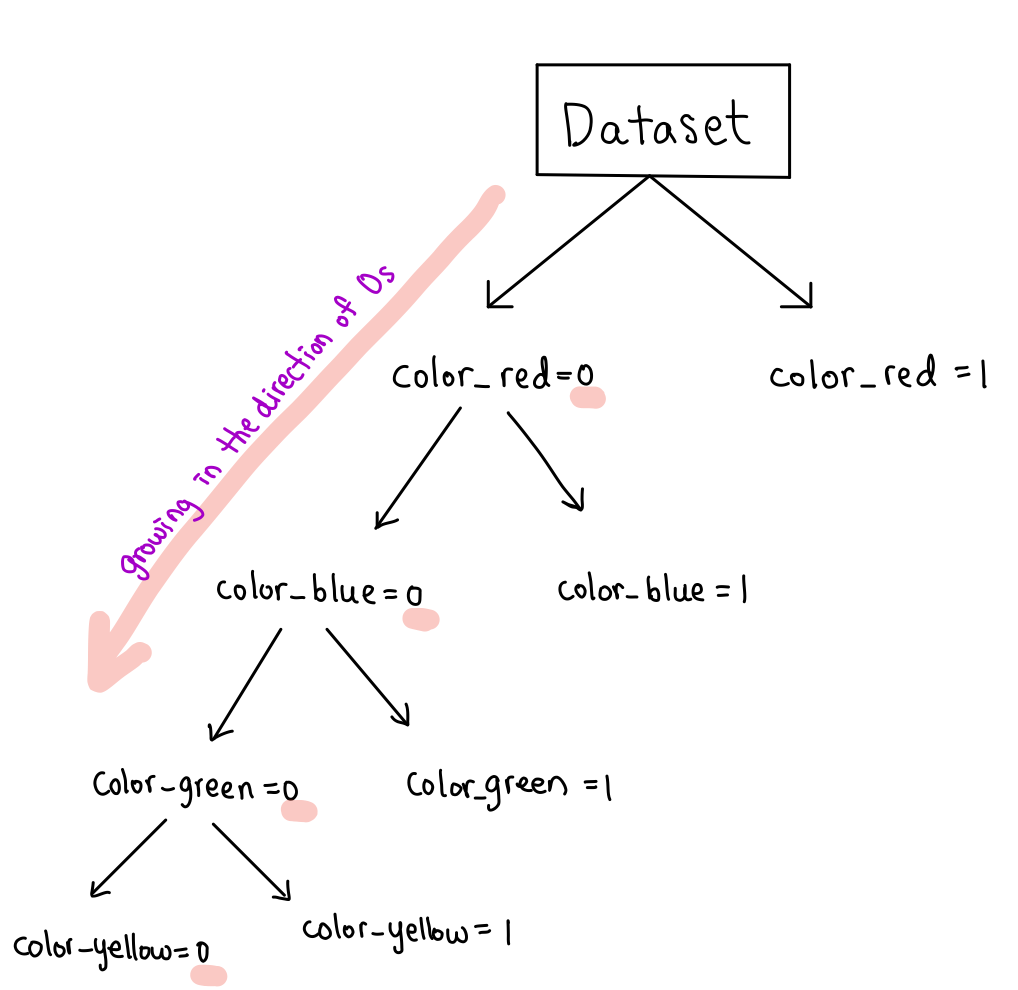 Dataset
growing in the direction of 0s
color_red=0
color_red =1
color_blue=0
color_blue =1
color-green=0
color_green =1
color-yellow=0
color-yellow= 1